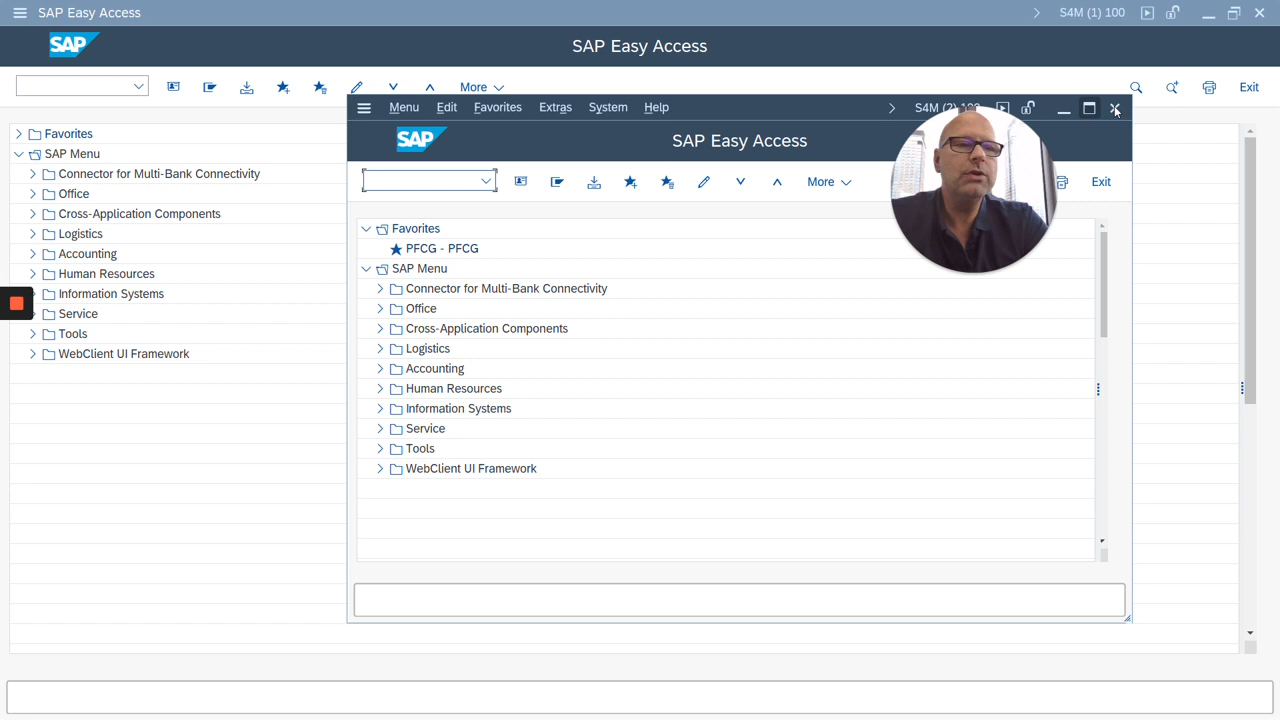 SAP Easy Access
S4M (1) 100
SAP
SAP Easy Access
More
Exit
Favorites
SAP Menu
Connector for Multi-Bank Connectivity
Office
Cross-Application Components
Logistics
Accounting
Human Resources
Information Systems
Service
Tools
WebClient UI Framework
Menu Edit Favorites Extras System Help
S4M (2) 100
SAP
SAP Easy Access
More
Exit
Favorites
PFCG - PFCG
SAP Menu
Connector for Multi-Bank Connectivity
Office
Cross-Application Components
Logistics
Accounting
Human Resources
Information Systems
Service
Tools
WebClient UI Framework